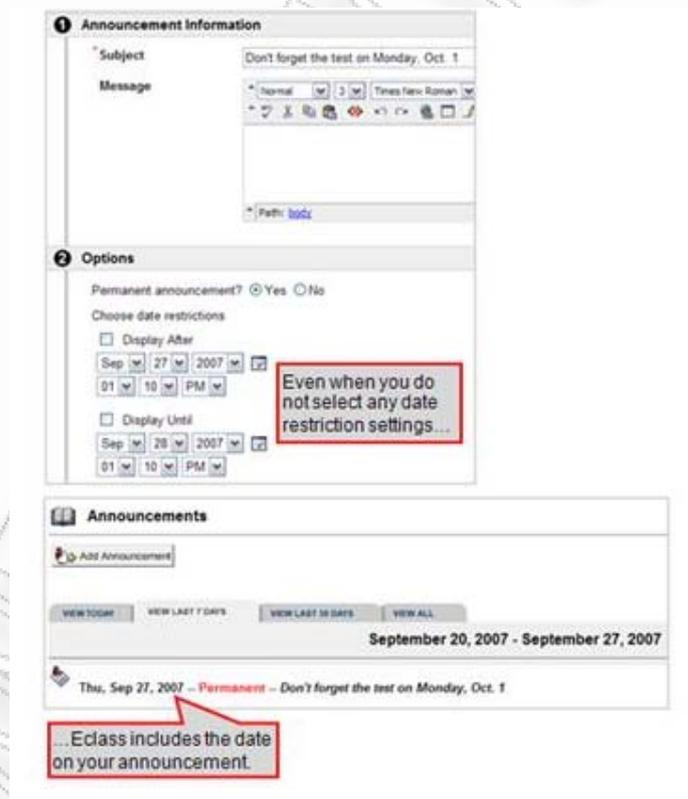 1 Announcement Information
*Subject Don't forget the test on Monday, Oct. 1
Message
Normal 3 Times New Roman
Path: body
2 Options
Permanent announcement? Yes No
Choose date restrictions
Display After
Sep 27 2007
01 10 PM
Display Until
Sep 28 2007
01 10 PM
Even when you do
not select any date
restriction settings...
Announcements
Add Announcement
VIEW TODAY VIEW LAST 7 DAYS VIEW LAST 30 DAYS VIEW ALL
September 20, 2007 - September 27, 2007
Thu, Sep 27, 2007 -- Permanent -- Don't forget the test on Monday, Oct. 1
...Eclass includes the date
on your announcement.